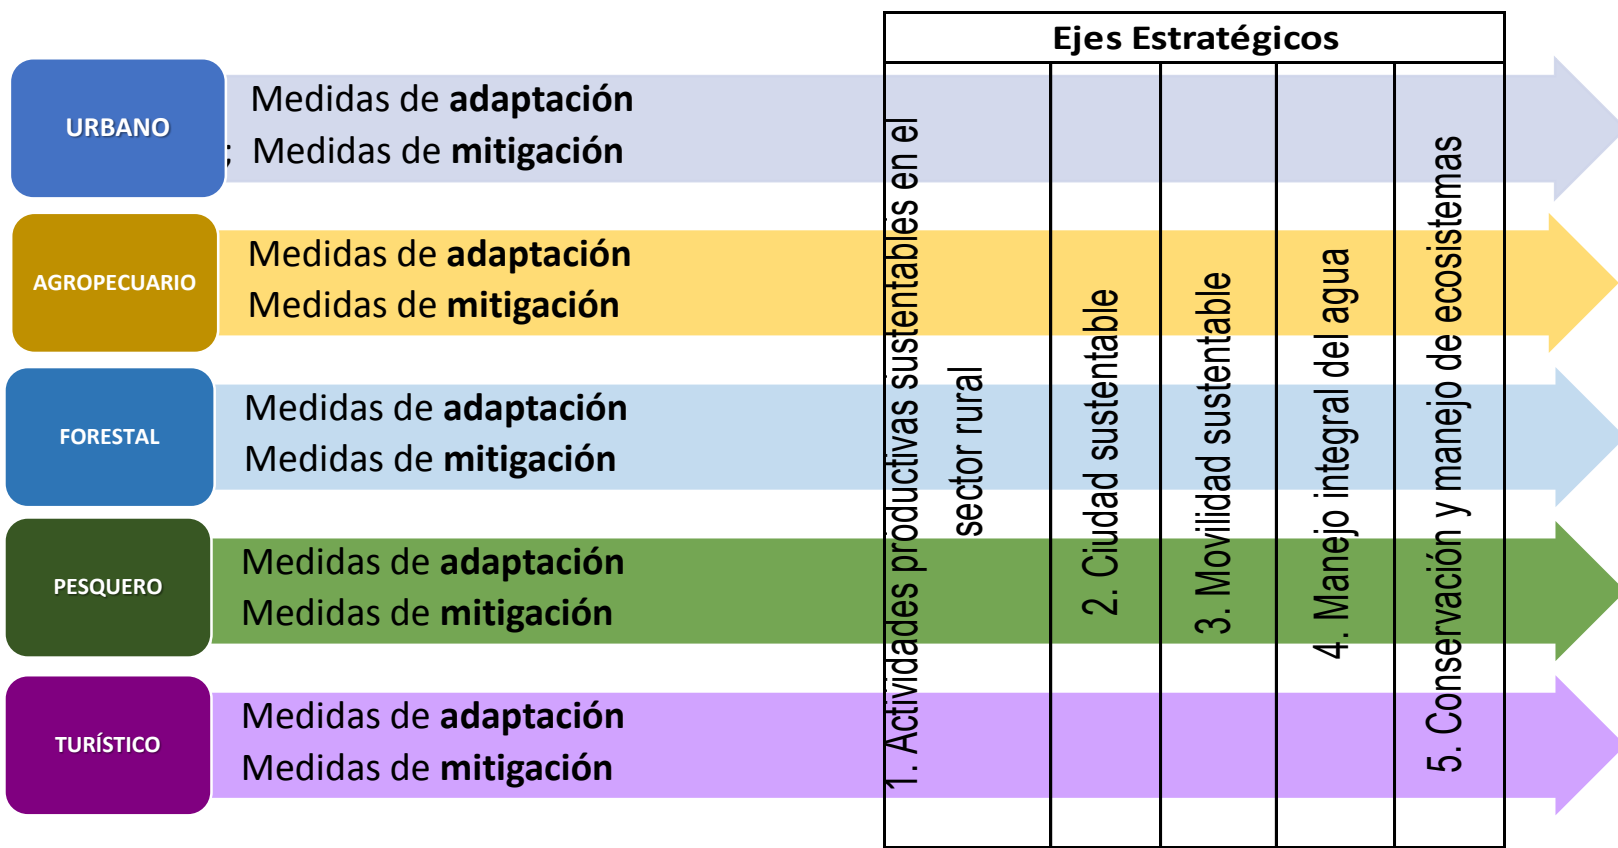 Ejes Estratégicos
URBANO
Medidas de adaptación
; Medidas de mitigación
AGROPECUARIO
Medidas de adaptación
Medidas de mitigación
FORESTAL
Medidas de adaptación
Medidas de mitigación
PESQUERO
Medidas de adaptación
Medidas de mitigación
TURÍSTICO
Medidas de adaptación
Medidas de mitigación
1. Actividades productivas sustentables en el
sector rural
2. Ciudad sustentable
3. Movilidad sustentable
4. Manejo integral del agua
5. Conservación y manejo de ecosistemas